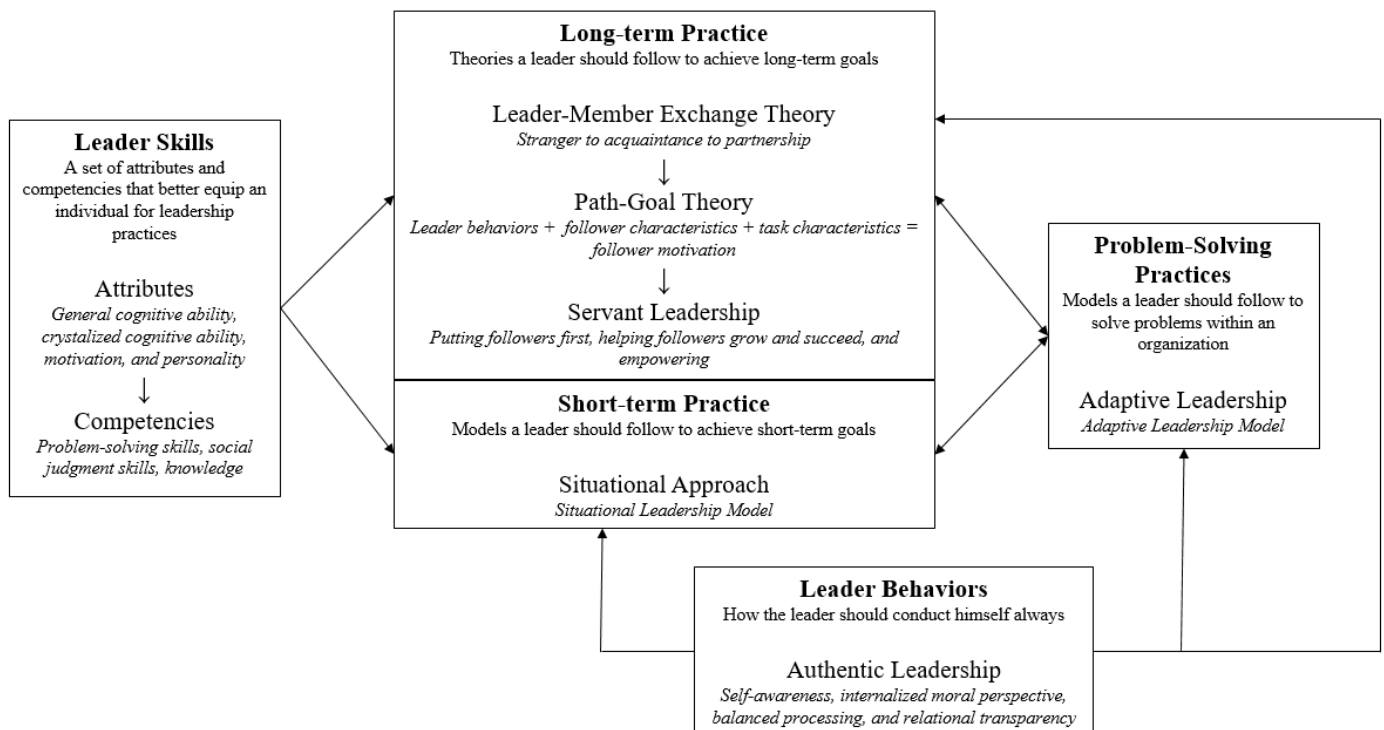 Long-term Practice
Theories a leader should follow to achieve long-term goals
Leader-Member Exchange Theory
Stranger to acquaintance to partnership
↓
Path-Goal Theory
Leader behaviors + follower characteristics + task characteristics =
follower motivation
↓
Servant Leadership
Putting followers first, helping followers grow and succeed, and
empowering
Short-term Practice
Models a leader should follow to achieve short-term goals
Situational Approach
Situational Leadership Model
Leader Skills
A set of attributes and
competencies that better equip an
individual for leadership
practices
Attributes
General cognitive ability,
crystalized cognitive ability,
motivation, and personality
↓
Competencies
Problem-solving skills, social
judgment skills, knowledge
Problem-Solving
Practices
Models a leader should follow to
solve problems within an
organization
Adaptive Leadership
Adaptive Leadership Model
Leader Behaviors
How the leader should conduct himself always
Authentic Leadership
Self-awareness, internalized moral perspective,
balanced processing, and relational transparency